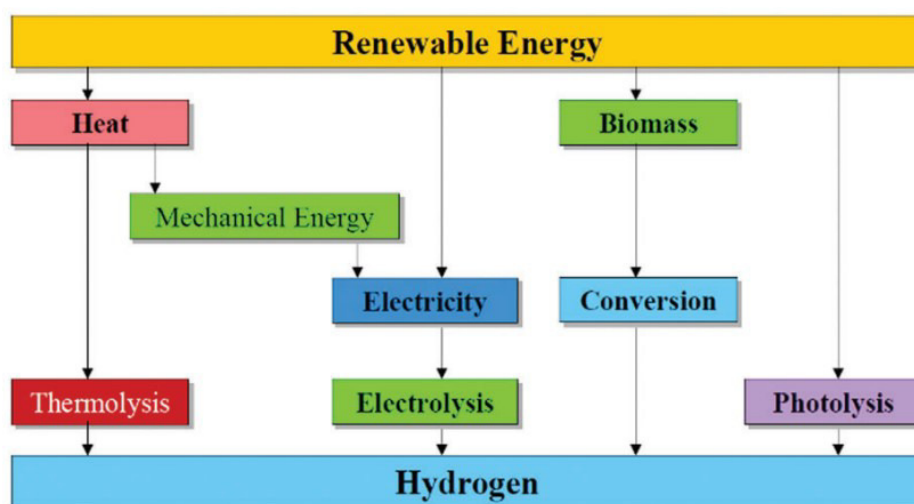 Renewable Energy
Heat
Biomass
Mechanical Energy
Electricity
Conversion
Thermolysis
Electrolysis
Photolysis
Hydrogen